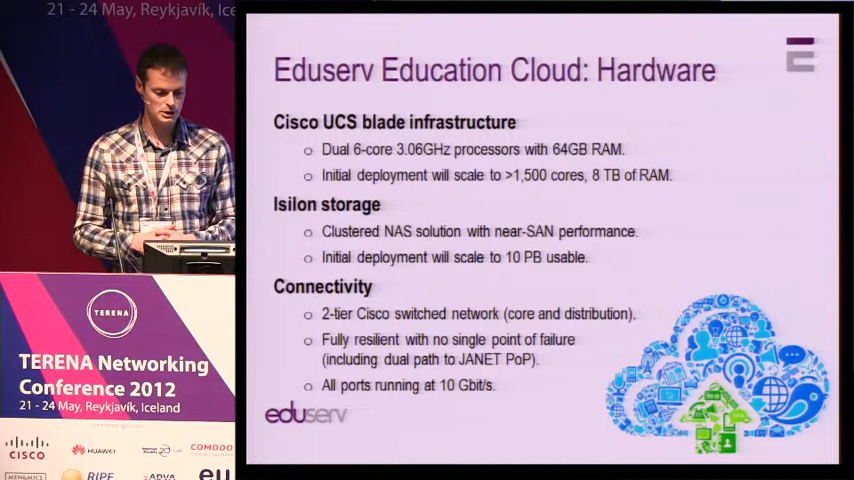 21 - 24 May, Reykjavík, Ice
Eduserv Education Cloud: Hardware
Cisco UCS blade infrastructure
Dual 6-core 3.06GHz processors with 64GB RAM.
Initial deployment will scale to >1,500 cores, 8 TB of RAM.
Isilon storage
Clustered NAS solution with near-SAN performance.
Initial deployment will scale to 10 PB usable.
Connectivity
2-tier Cisco switched network (core and distribution).
Fully resilient with no single point of failure
(including dual path to JANET PoP).
All ports running at 10 Gbit/s.
eduserv
TERENA
TERENA Networking
Conference 2012
21 - 24 May, Reykjavík, Iceland
CISCO
HUAWEI
COMODO
MEN&MICE
RIPE
ADVA
eu